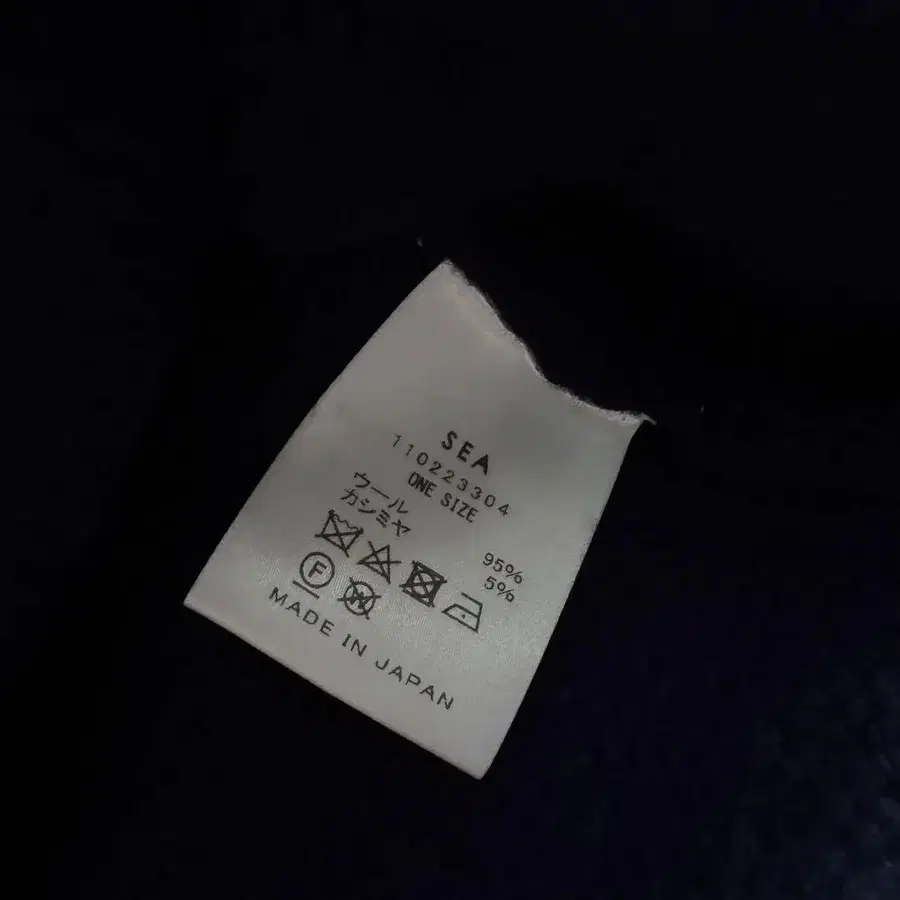 SEA
110223304
ONE SIZE
ウール 95%
カシミヤ 5%
F W
MADE IN JAPAN